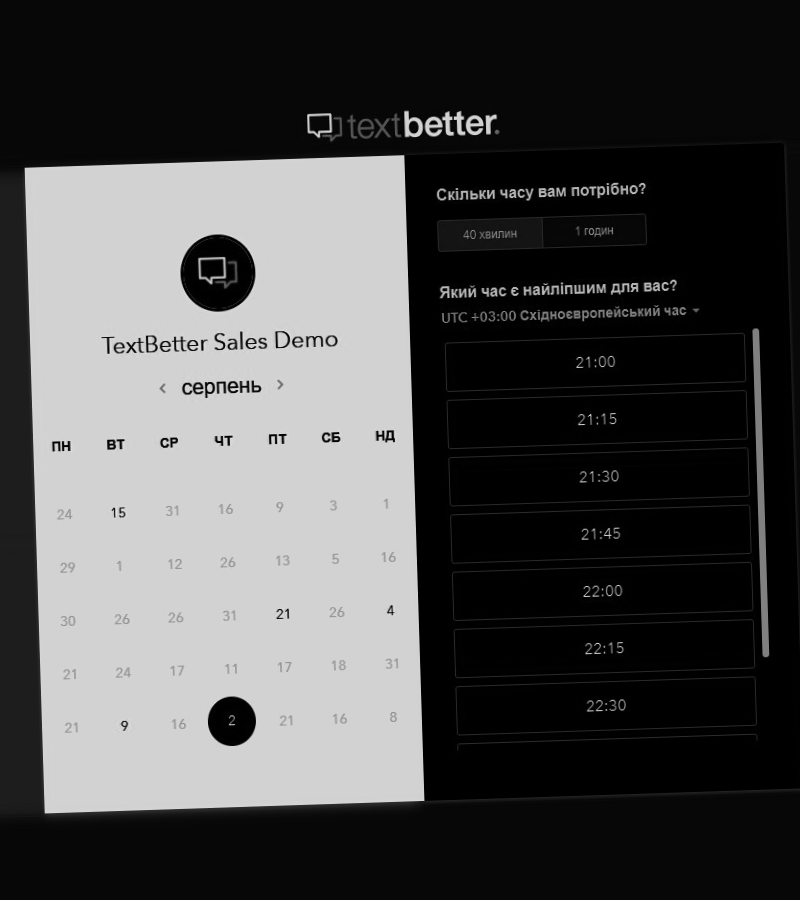 textbetter.
TextBetter Sales Demo
серпень
ПН ВТ СР ЧТ ПТ СБ НД
24 15 31 16 9 3 1
29 1 12 26 13 5 16
30 26 26 31 21 26 4
21 24 17 11 17 18 31
21 9 16 2 21 16 8
Скільки часу вам потрібно?
40 хвилин 1 годин
Який час є наліпшим для вас?
UTC +03:00 Східноєвропейський час
21:00
21:15
21:30
21:45
22:00
22:15
22:30